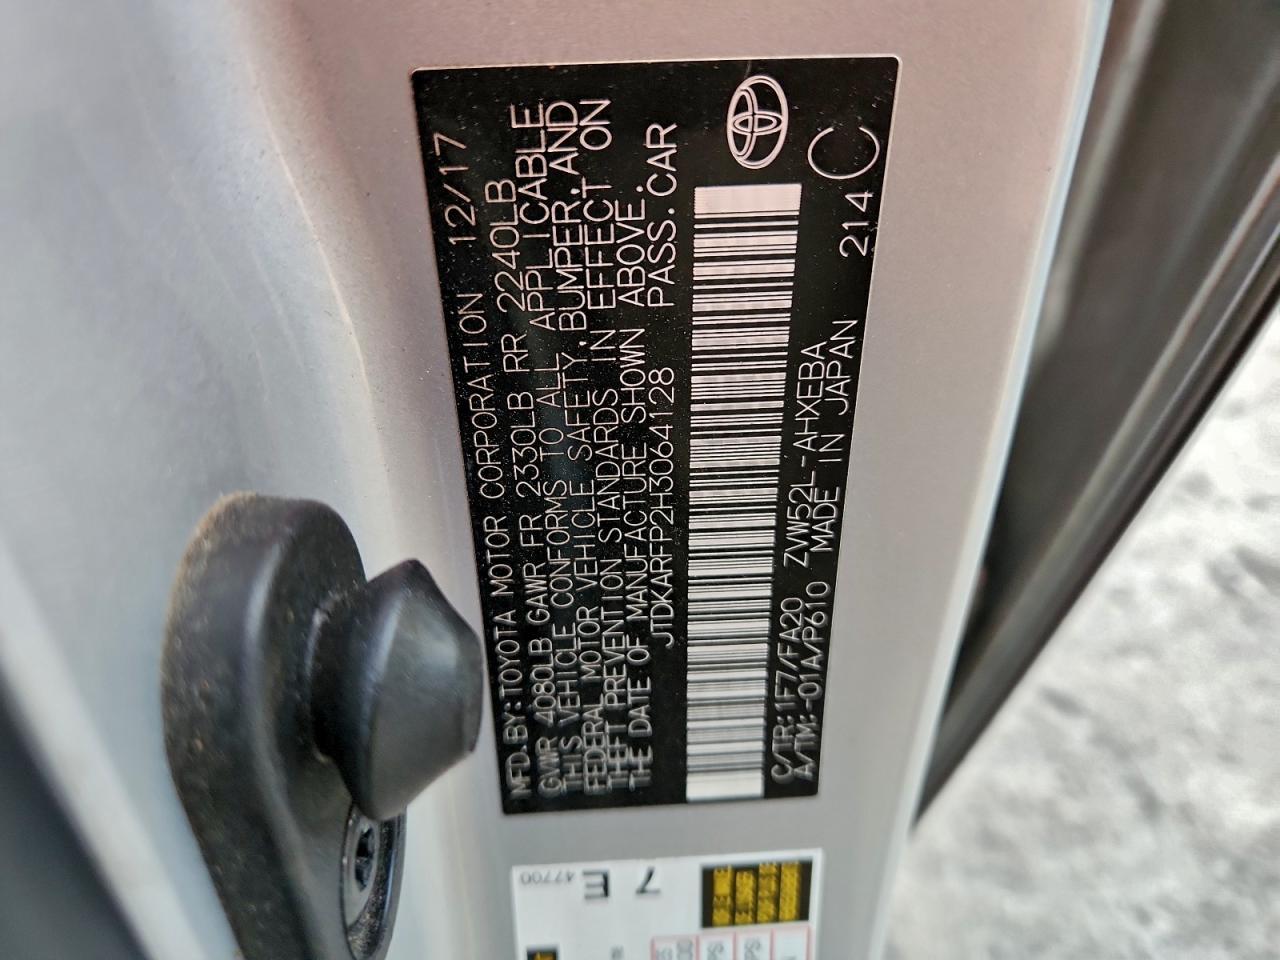 MFD. BY: TOYOTA MOTOR CORPORATION 12/17
GVWR 4080LB GAWR FR 2330LB RR 2240LB
THIS VEHICLE CONFORMS TO ALL APPLICABLE
FEDERAL MOTOR VEHICLE SAFETY, BUMPER, AND
THEFT PREVENTION STANDARDS IN EFFECT ON
THE DATE OF MANUFACTURE SHOWN ABOVE.
JTDKARFP2H3064128 PASS. CAR
C/TR: 1F7/FA20 ZVW52L-AHXEBA 214 C
A/TM: -01A/P610 MADE IN JAPAN
7 E
47700